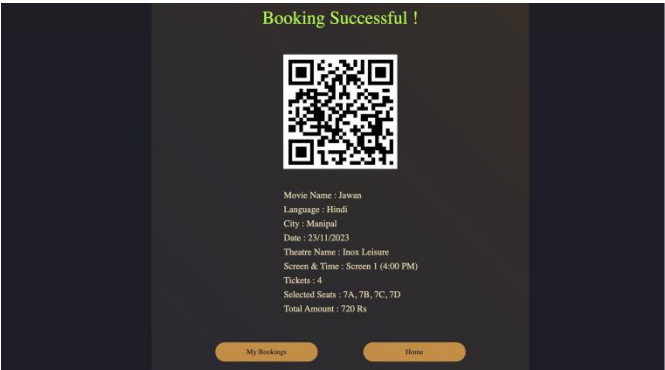 Booking Successful !
Movie Name : Jawan
Language : Hindi
City : Manipal
Date : 23/11/2023
Theatre Name : Inox Leisure
Screen & Time : Screen 1 (4:00 PM)
Tickets : 4
Selected Seats : 7A, 7B, 7C, 7D
Total Amount : 720 Rs
My Bookings
Home